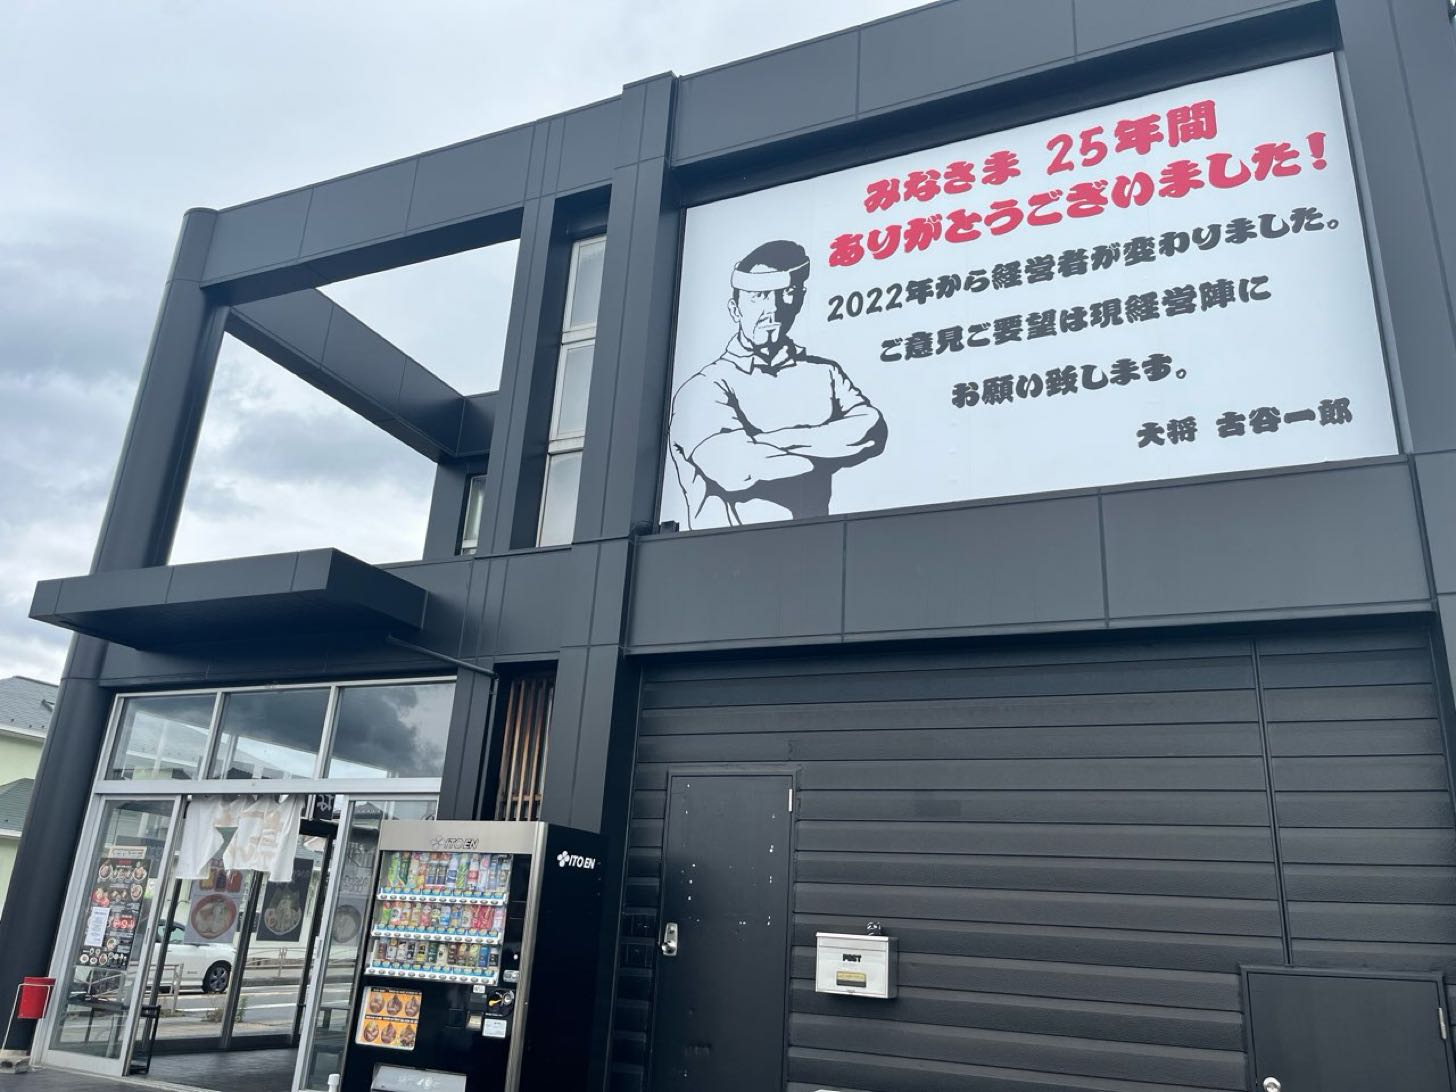 みなさま 25年間
ありがとうございました!
2022年から経営者が変わりました。
ご意見ご要望は現経営陣に
お願い致します。
大将 古谷一郎
ITO EN
ITO EN
POST